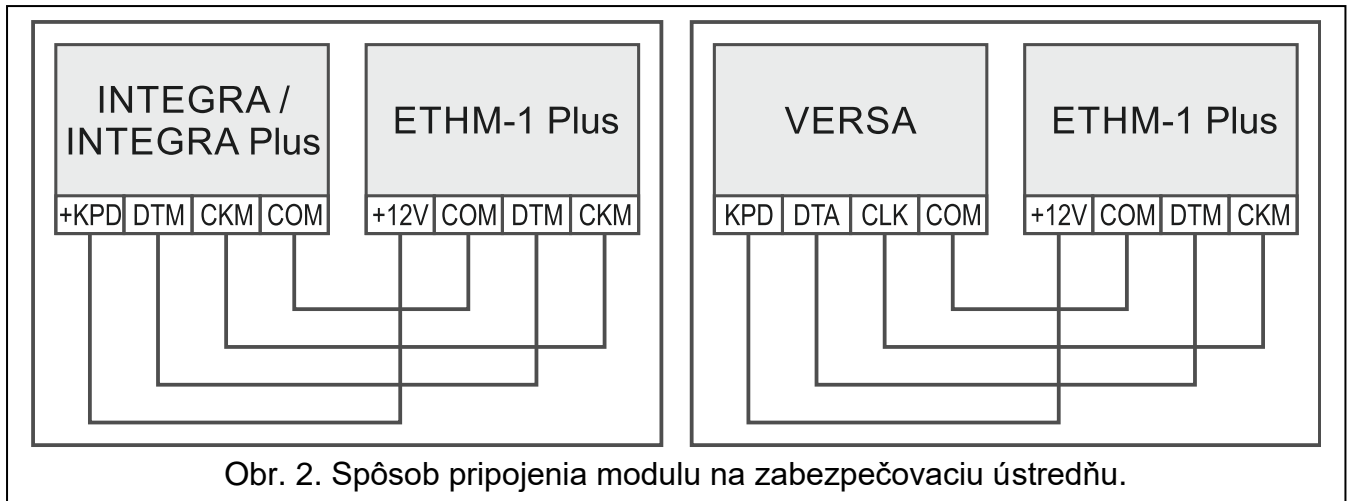 INTEGRA /
INTEGRA Plus
+KPD DTM CKM COM
ETHM-1 Plus
+12V COM DTM CKM
VERSA
KPD DTA CLK COM
ETHM-1 Plus
+12V COM DTM CKM
Obr. 2. Spôsob pripojenia modulu na zabezpečovaciu ústredňu.